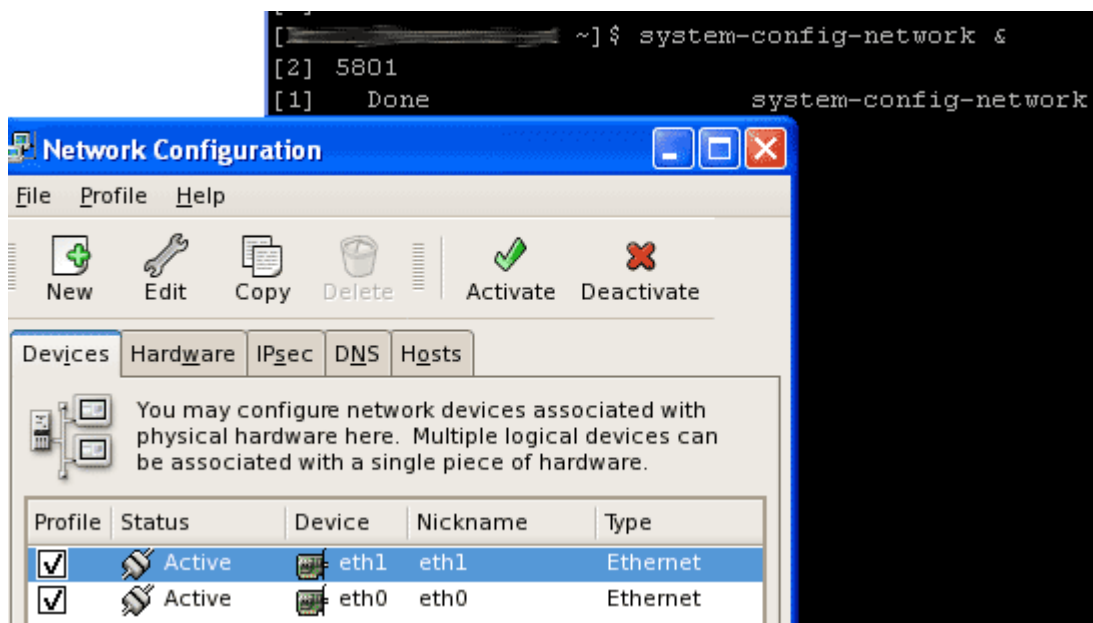 [ ~]$ system-config-network &
[2] 5801
[1] Done system-config-network
Network Configuration
File Profile Help
New Edit Copy Delete Activate Deactivate
Devices Hardware IPsec DNS Hosts
You may configure network devices associated with
physical hardware here. Multiple logical devices can
be associated with a single piece of hardware.
Profile Status Device Nickname Type
Active eth1 eth1 Ethernet
Active eth0 eth0 Ethernet